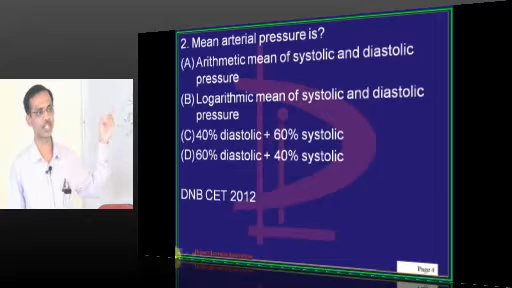 2. Mean arterial pressure is?
(A) Arithmetic mean of systolic and diastolic
pressure
(B) Logarithmic mean of systolic and diastolic
pressure
(C) 40% diastolic + 60% systolic
(D) 60% diastolic + 40% systolic
DNB CET 2012
Page 4